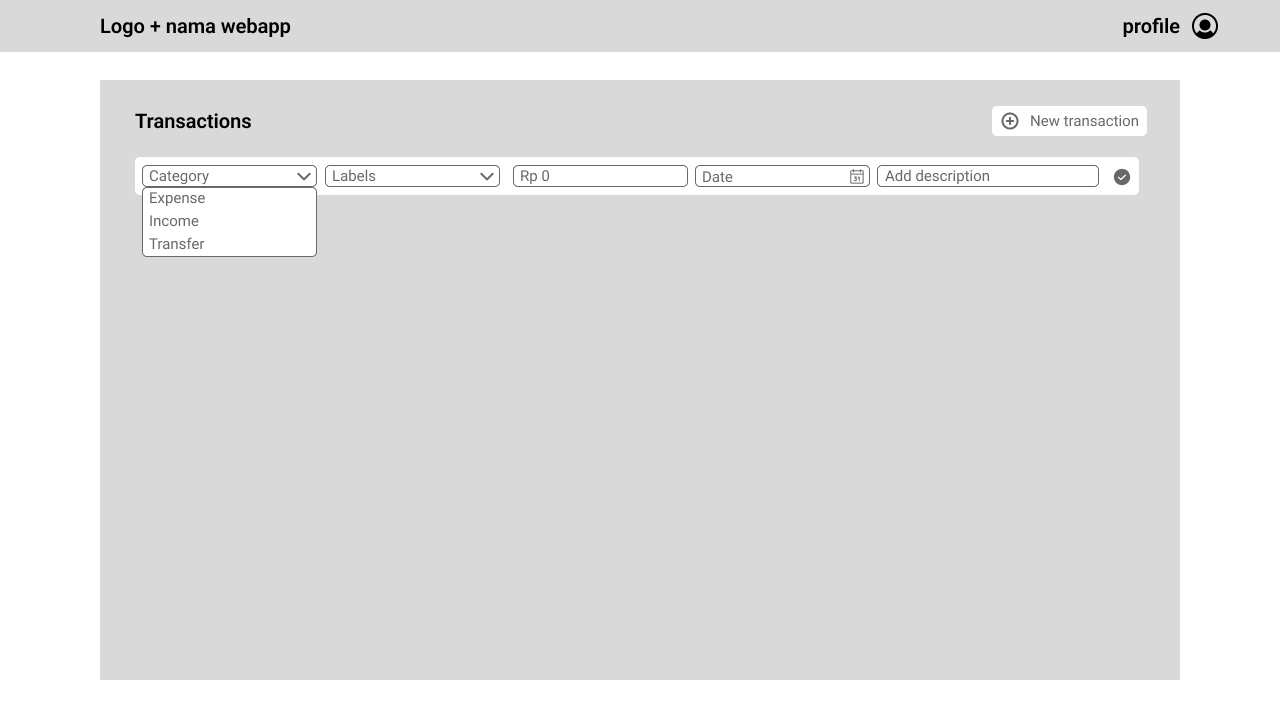 Logo + nama webapp
profile
Transactions
New transaction
Category
Labels
Rp 0
Date
31
Add description
Expense
Income
Transfer